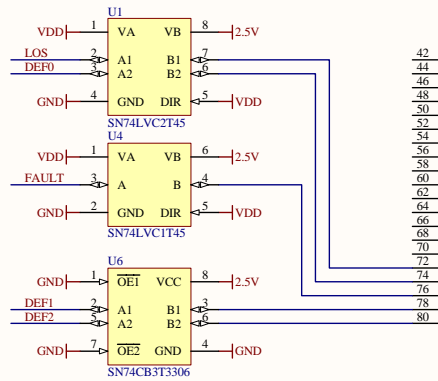 U1
VDD 1 VA VB 8 2.5V
LOS 2 A1 B1 7
DEF0 3 A2 B2 6
GND 4 GND DIR 5 VDD
SN74LVC2T45
U4
VDD 1 VA VB 6 2.5V
FAULT 3 A B 4
GND 2 GND DIR 5 VDD
SN74LVC1T45
U6
GND 1 OE1 VCC 8 2.5V
DEF1 2 A1 B1 3
DEF2 5 A2 B2 6
GND 7 OE2 GND 4 GND
SN74CB3T3306
42
44
46
48
50
52
54
56
58
60
62
64
66
68
70
72
74
76
78
80